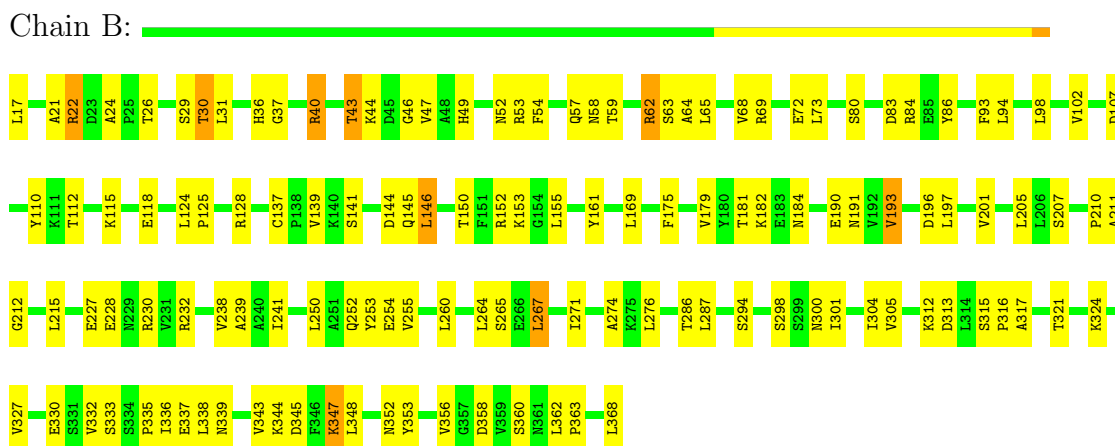 Chain B:
L17 A21 R22 D23 A24 P25 T26 S29 T30 L31 H36 G37 R40 T43 K44 D45 G46 V47 A48 H49 N52 R53 F54 Q57 N58 T59 R62 S63 A64 L65 V68 R69 E72 L73 S80 D83 R84 E85 Y86 F93 L94 L98 V102 D107
Y110 K111 T112 K115 E118 L124 P125 R128 C137 P138 V139 K140 S141 D144 Q145 L146 T150 F151 R152 K153 G154 L155 Y161 L169 F175 V179 Y180 T181 K182 E183 N184 E190 N191 V192 V193 D196 L197 V201 L205 L206 S207 P210 A211
G212 L215 E227 E228 N229 R230 V231 R232 V238 A239 A240 I241 L250 A251 Q252 Y253 E254 V255 L260 L264 S265 E266 L267 I271 A274 K275 L276 T286 L287 S294 S298 S299 N300 I301 I304 V305 K312 D313 L314 S315 P316 A317 T321 K324
V327 E330 S331 V332 S333 S334 P335 I336 E337 L338 N339 V343 K344 D345 F346 K347 L348 N352 Y353 V356 G357 D358 V359 S360 N361 L362 P363 L368